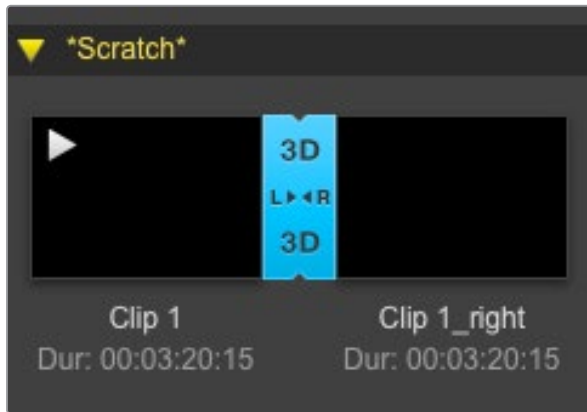 *Scratch*
3D
L R
3D
Clip 1 Clip 1_right
Dur: 00:03:20:15 Dur: 00:03:20:15